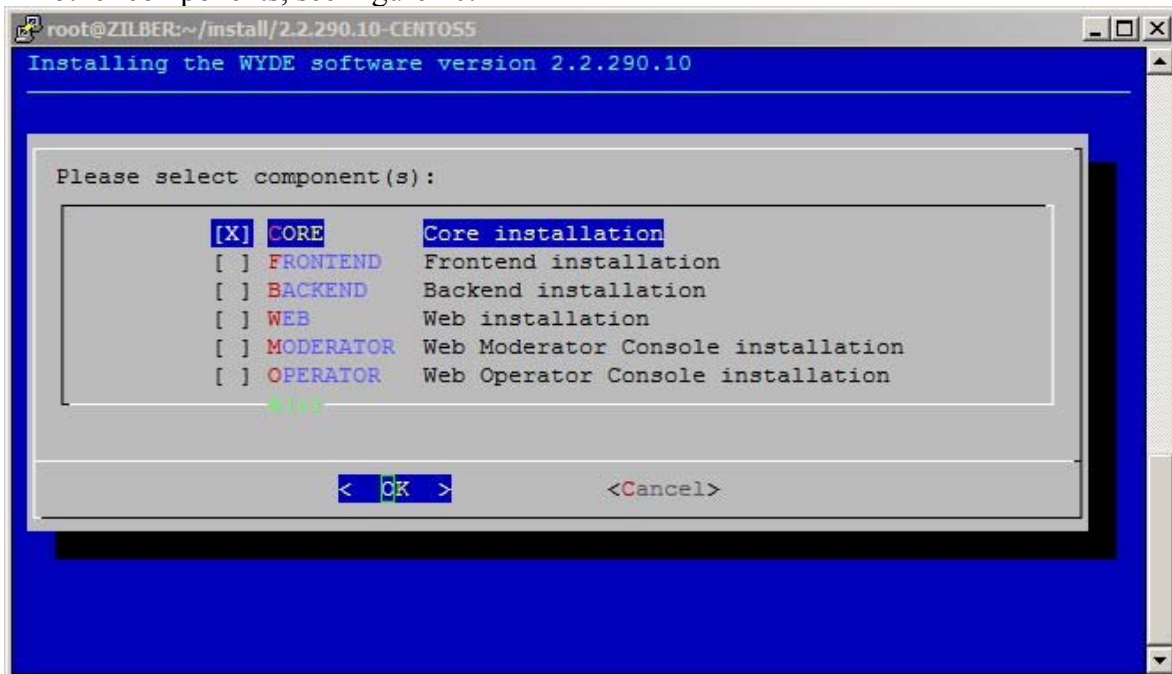 root@ZILBER:~/install/2.2.290.10-CENTOS5
Installing the WYDE software version 2.2.290.10
Please select component(s):
[X] CORE Core installation
[ ] FRONTEND Frontend installation
[ ] BACKEND Backend installation
[ ] WEB Web installation
[ ] MODERATOR Web Moderator Console installation
[ ] OPERATOR Web Operator Console installation
< OK > <Cancel>